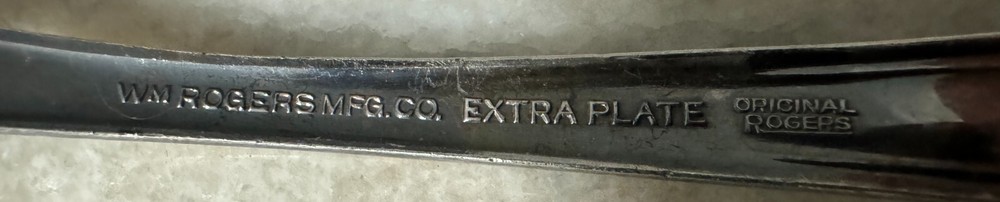 WM ROGERS MFG. CO. EXTRA PLATE ORIGINAL
ROGERS